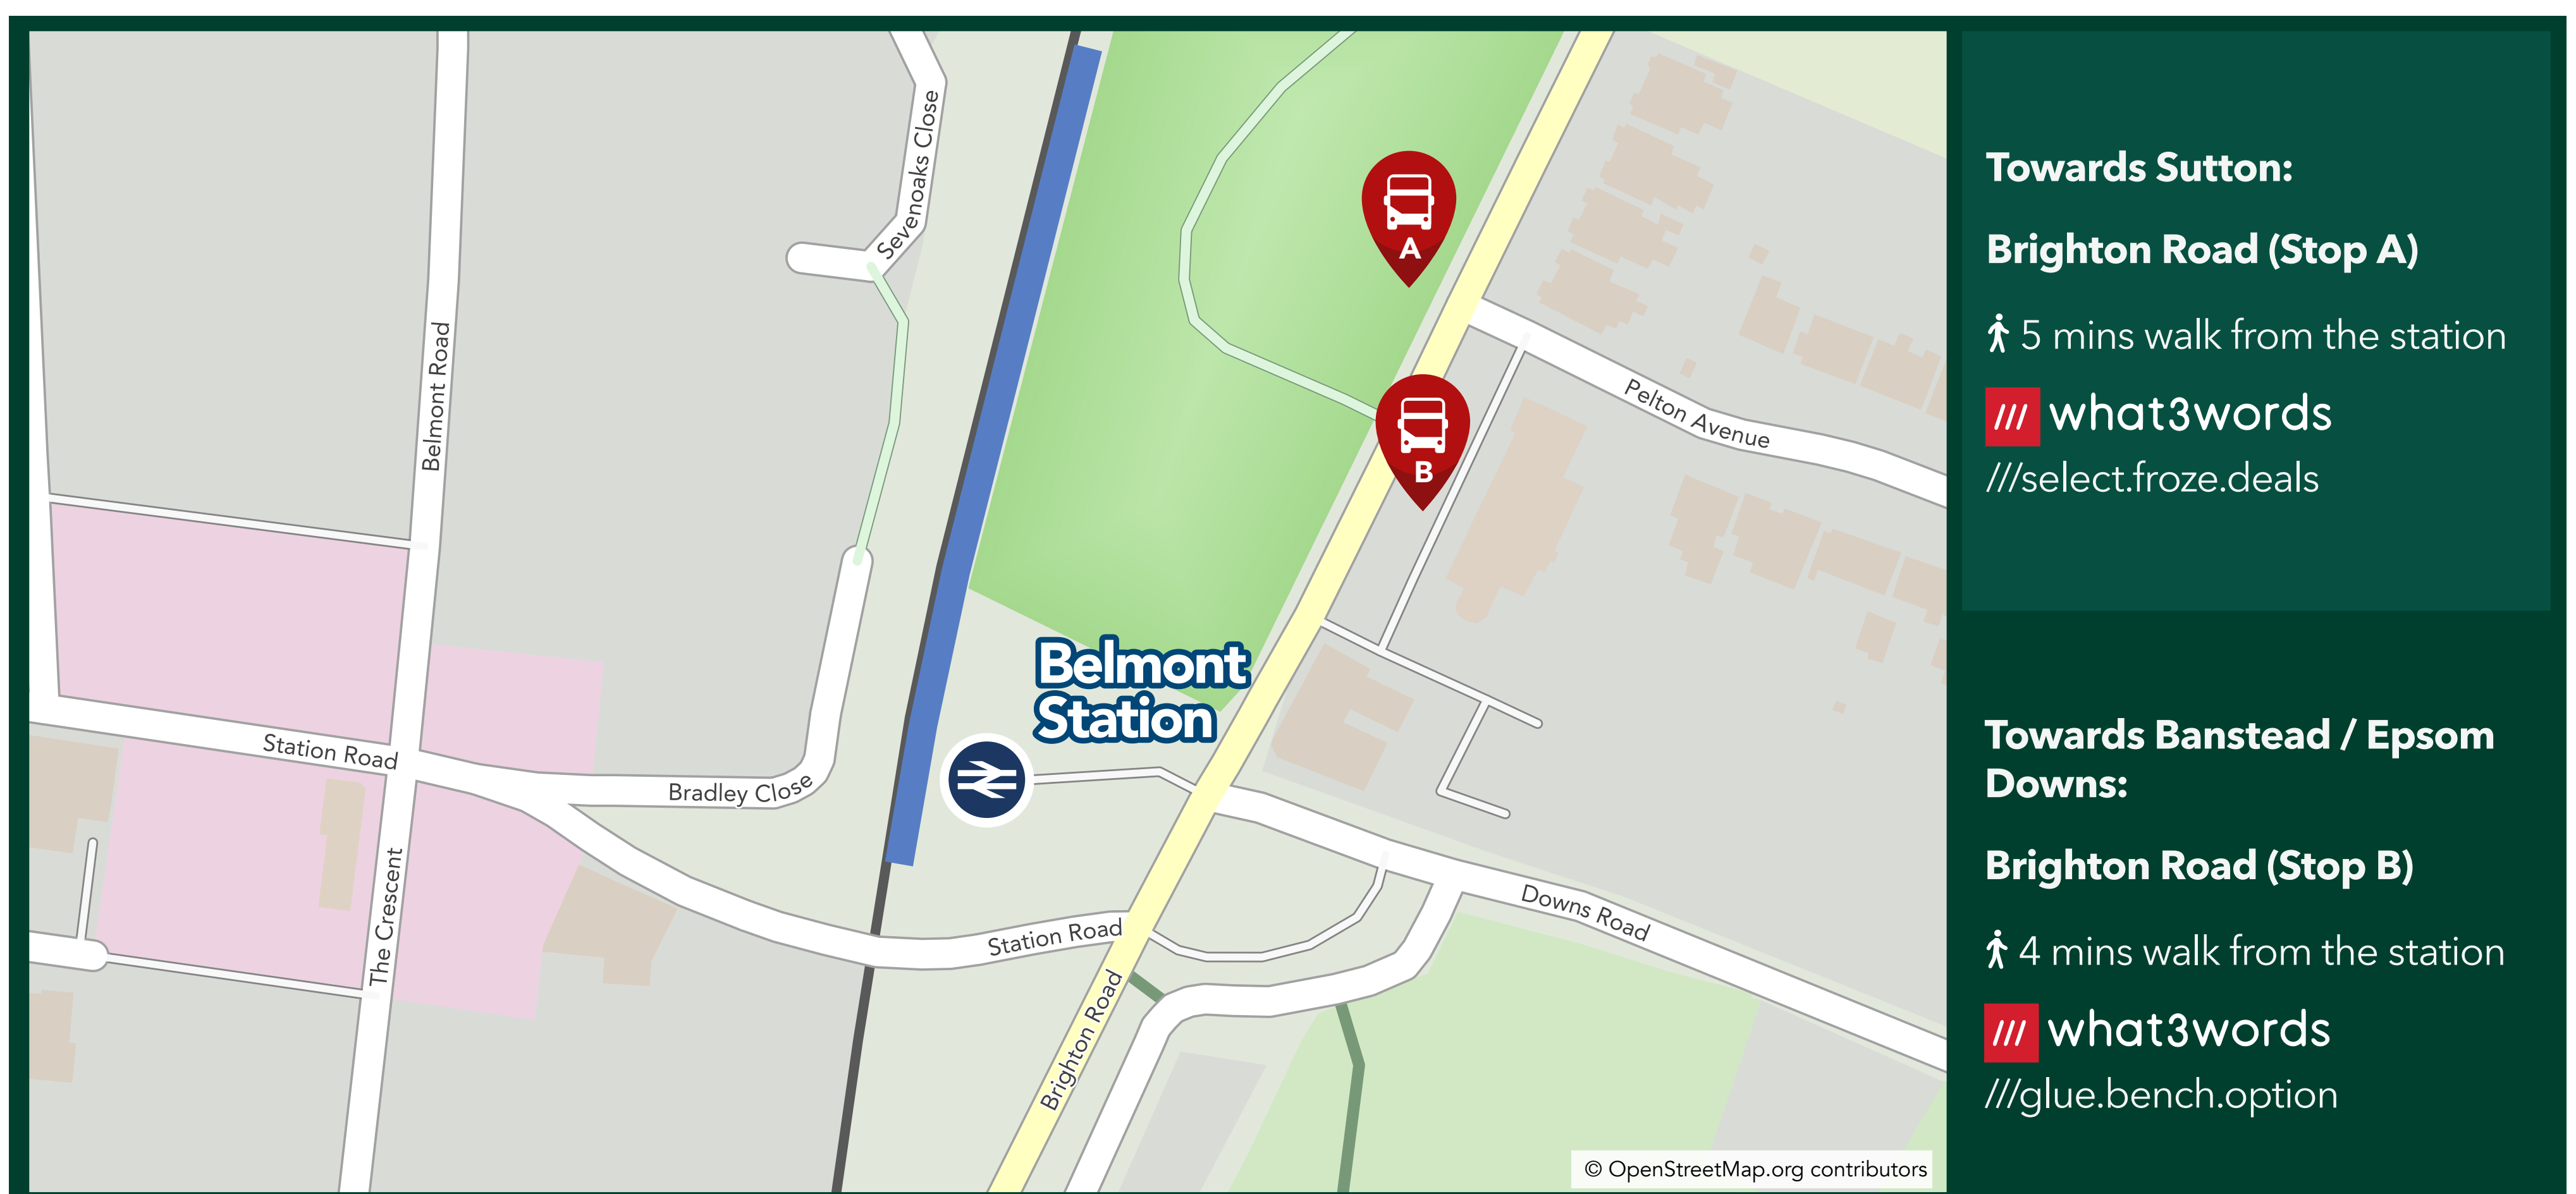 Sevenoaks Close
Belmont Road
A
B
Pelton Avenue
Belmont
Station
Station Road
Bradley Close
The Crescent
Station Road
Downs Road
Brighton Road
© OpenStreetMap.org contributors
Towards Sutton:
Brighton Road (Stop A)
5 mins walk from the station
/// what3words
///select.froze.deals
Towards Banstead / Epsom
Downs:
Brighton Road (Stop B)
4 mins walk from the station
/// what3words
///glue.bench.option